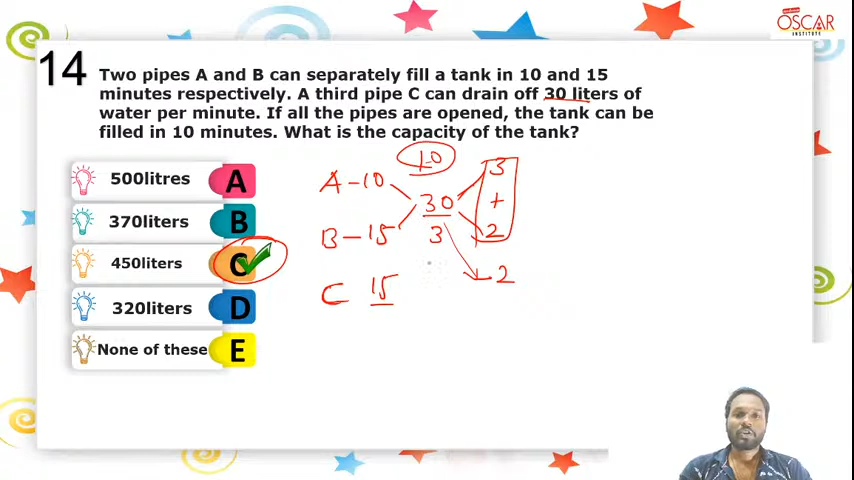 OSCAR
INSTITUTE
14
Two pipes A and B can separately fill a tank in 10 and 15
minutes respectively. A third pipe C can drain off 30 liters of
water per minute. If all the pipes are opened, the tank can be
filled in 10 minutes. What is the capacity of the tank?
500litres A
370liters B
450liters C
320liters D
None of these E
10
A-10
3
30
+
B-15
3
2
2
C 15